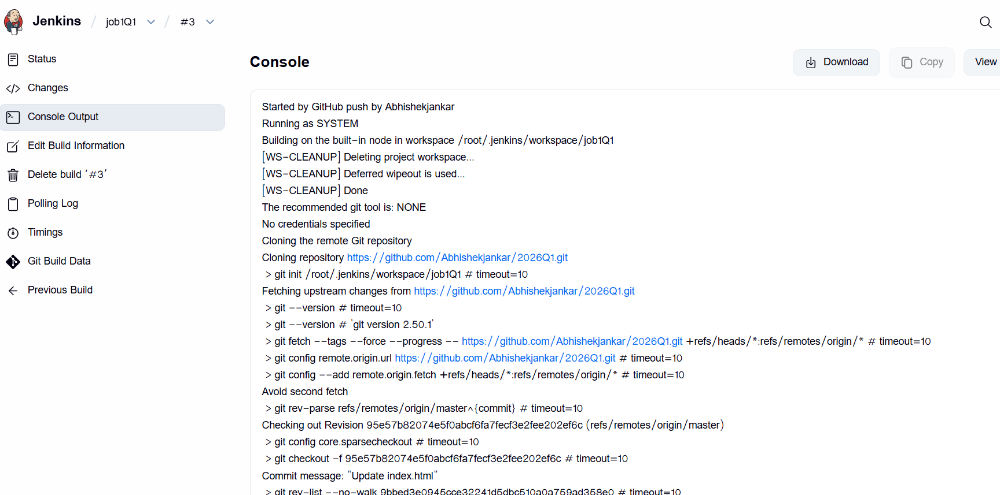 Jenkins / job1Q1 / #3
Status
Changes
Console Output
Edit Build Information
Delete build ‘#3’
Polling Log
Timings
Git Build Data
Previous Build
Console
Download
Copy
View
Started by GitHub push by Abhishekjankar
Running as SYSTEM
Building on the built-in node in workspace /root/.jenkins/workspace/job1Q1
[WS-CLEANUP] Deleting project workspace...
[WS-CLEANUP] Deferred wipeout is used...
[WS-CLEANUP] Done
The recommended git tool is: NONE
No credentials specified
Cloning the remote Git repository
Cloning repository https://github.com/Abhishekjankar/2026Q1.git
> git init /root/.jenkins/workspace/job1Q1 # timeout=10
Fetching upstream changes from https://github.com/Abhishekjankar/2026Q1.git
> git --version # timeout=10
> git --version # 'git version 2.50.1'
> git fetch --tags --force --progress -- https://github.com/Abhishekjankar/2026Q1.git +refs/heads/*:refs/remotes/origin/* # timeout=10
> git config remote.origin.url https://github.com/Abhishekjankar/2026Q1.git # timeout=10
> git config --add remote.origin.fetch +refs/heads/*:refs/remotes/origin/* # timeout=10
Avoid second fetch
> git rev-parse refs/remotes/origin/master^{commit} # timeout=10
Checking out Revision 95e57b82074e5f0abcf6fa7fecf3e2fee202ef6c (refs/remotes/origin/master)
> git config core.sparsecheckout # timeout=10
> git checkout -f 95e57b82074e5f0abcf6fa7fecf3e2fee202ef6c # timeout=10
Commit message: "Update index.html"
> git rev-list --no-walk 9bbed3e0945cce32241d5dbc510a0a759ad358e0 # timeout=10